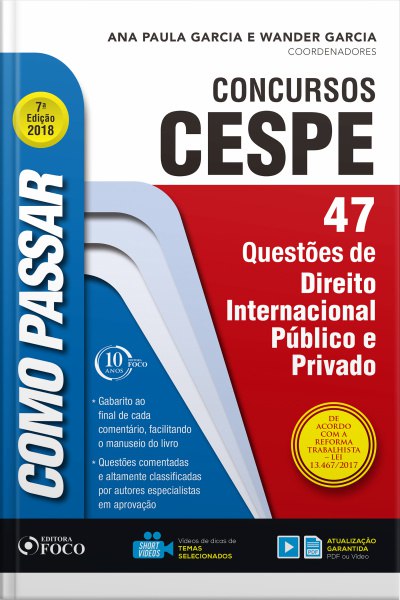 ANA PAULA GARCIA E WANDER GARCIA
COORDENADORES
7ª
Edição
2018
CONCURSOS
CESPE
COMO PASSAR
47
Questões de
Direito
Internacional
Público e
Privado
10
ANOS
EDITORA
FOCO
• Gabarito ao
final de cada
comentário, facilitando
o manuseio do livro
• Questões comentadas
e altamente classificadas
por autores especialistas
em aprovação
DE
ACORDO
COM A
REFORMA
TRABALHISTA
– LEI
13.467/2017
EDITORA
FOCO
SHORT
VIDEOS
Vídeos de dicas de
TEMAS
SELECIONADOS
PDF
ATUALIZAÇÃO
GARANTIDA
PDF ou Vídeo